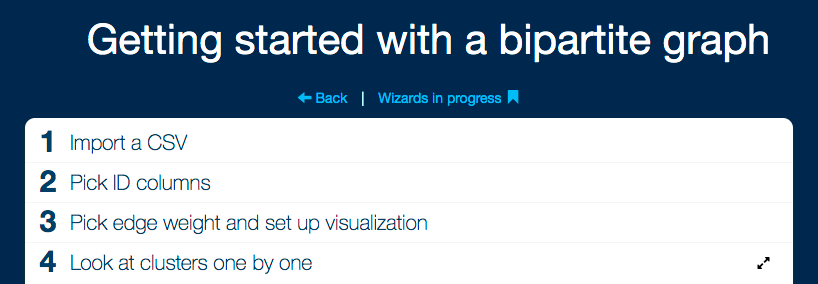 Getting started with a bipartite graph
Back | Wizards in progress
1 Import a CSV
2 Pick ID columns
3 Pick edge weight and set up visualization
4 Look at clusters one by one